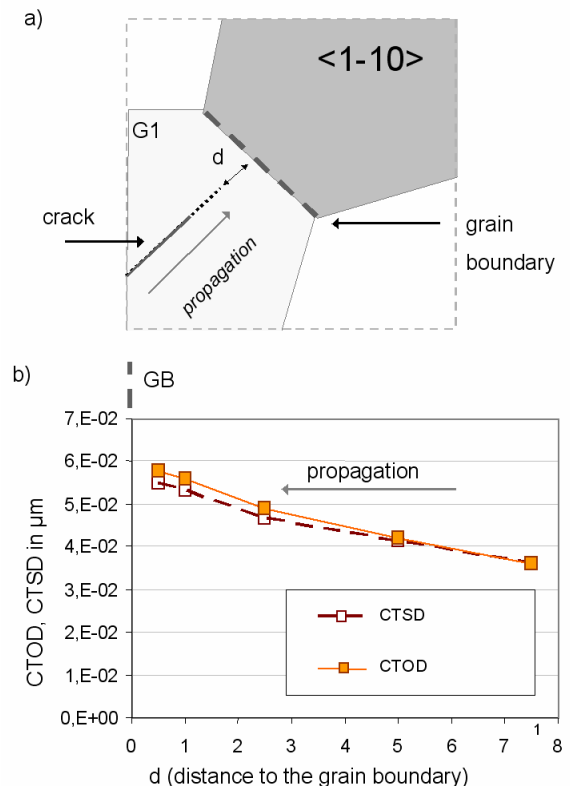 a)
<1-10>
G1
d
crack
propagation
grain
boundary
b)
GB
7,E-02
6,E-02
5,E-02
4,E-02
3,E-02
2,E-02
1,E-02
0,E+00
CTOD, CTSD in µm
propagation
CTSD
CTOD
1
0 1 2 3 4 5 6 7 8
d (distance to the grain boundary)